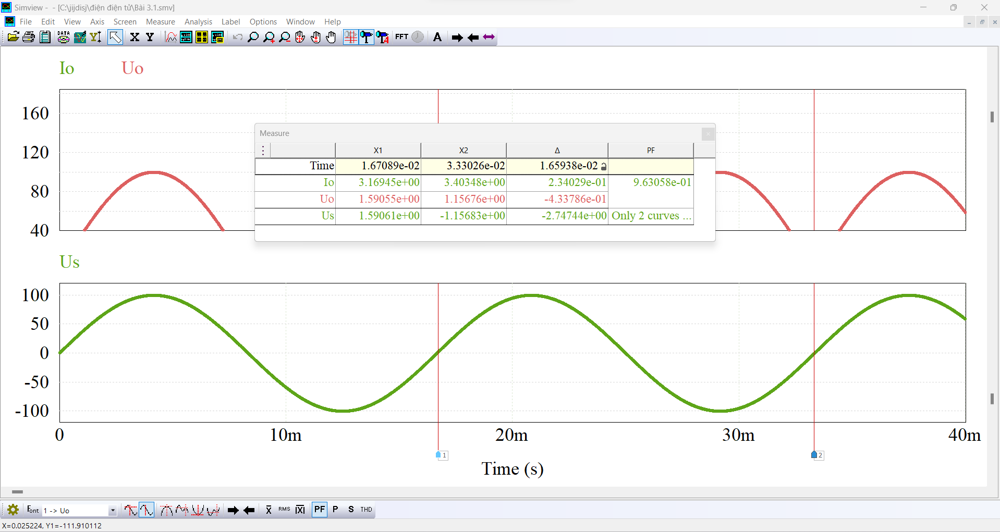 Simview - - [C:\jijdisj\điện điện tử\Bài 3.1.smv]
File Edit View Axis Screen Measure Analysis Label Options Window Help
DATA Y X Y FFT A
Io Uo
160
120
80
40
Measure
X1 X2 Δ PF
Time 1.67089e-02 3.33026e-02 1.65938e-02
Io 3.16945e+00 3.40348e+00 2.34029e-01 9.63058e-01
Uo 1.59055e+00 1.15676e+00 -4.33786e-01
Us 1.59061e+00 -1.15683e+00 -2.74744e+00 Only 2 curves ...
Us
100
50
0
-50
-100
0 10m 20m 30m 40m
1 2
Time (s)
Font 1 -> Uo x RMS |X| PF P S THD
X=0.025224, Y1=-111.910112